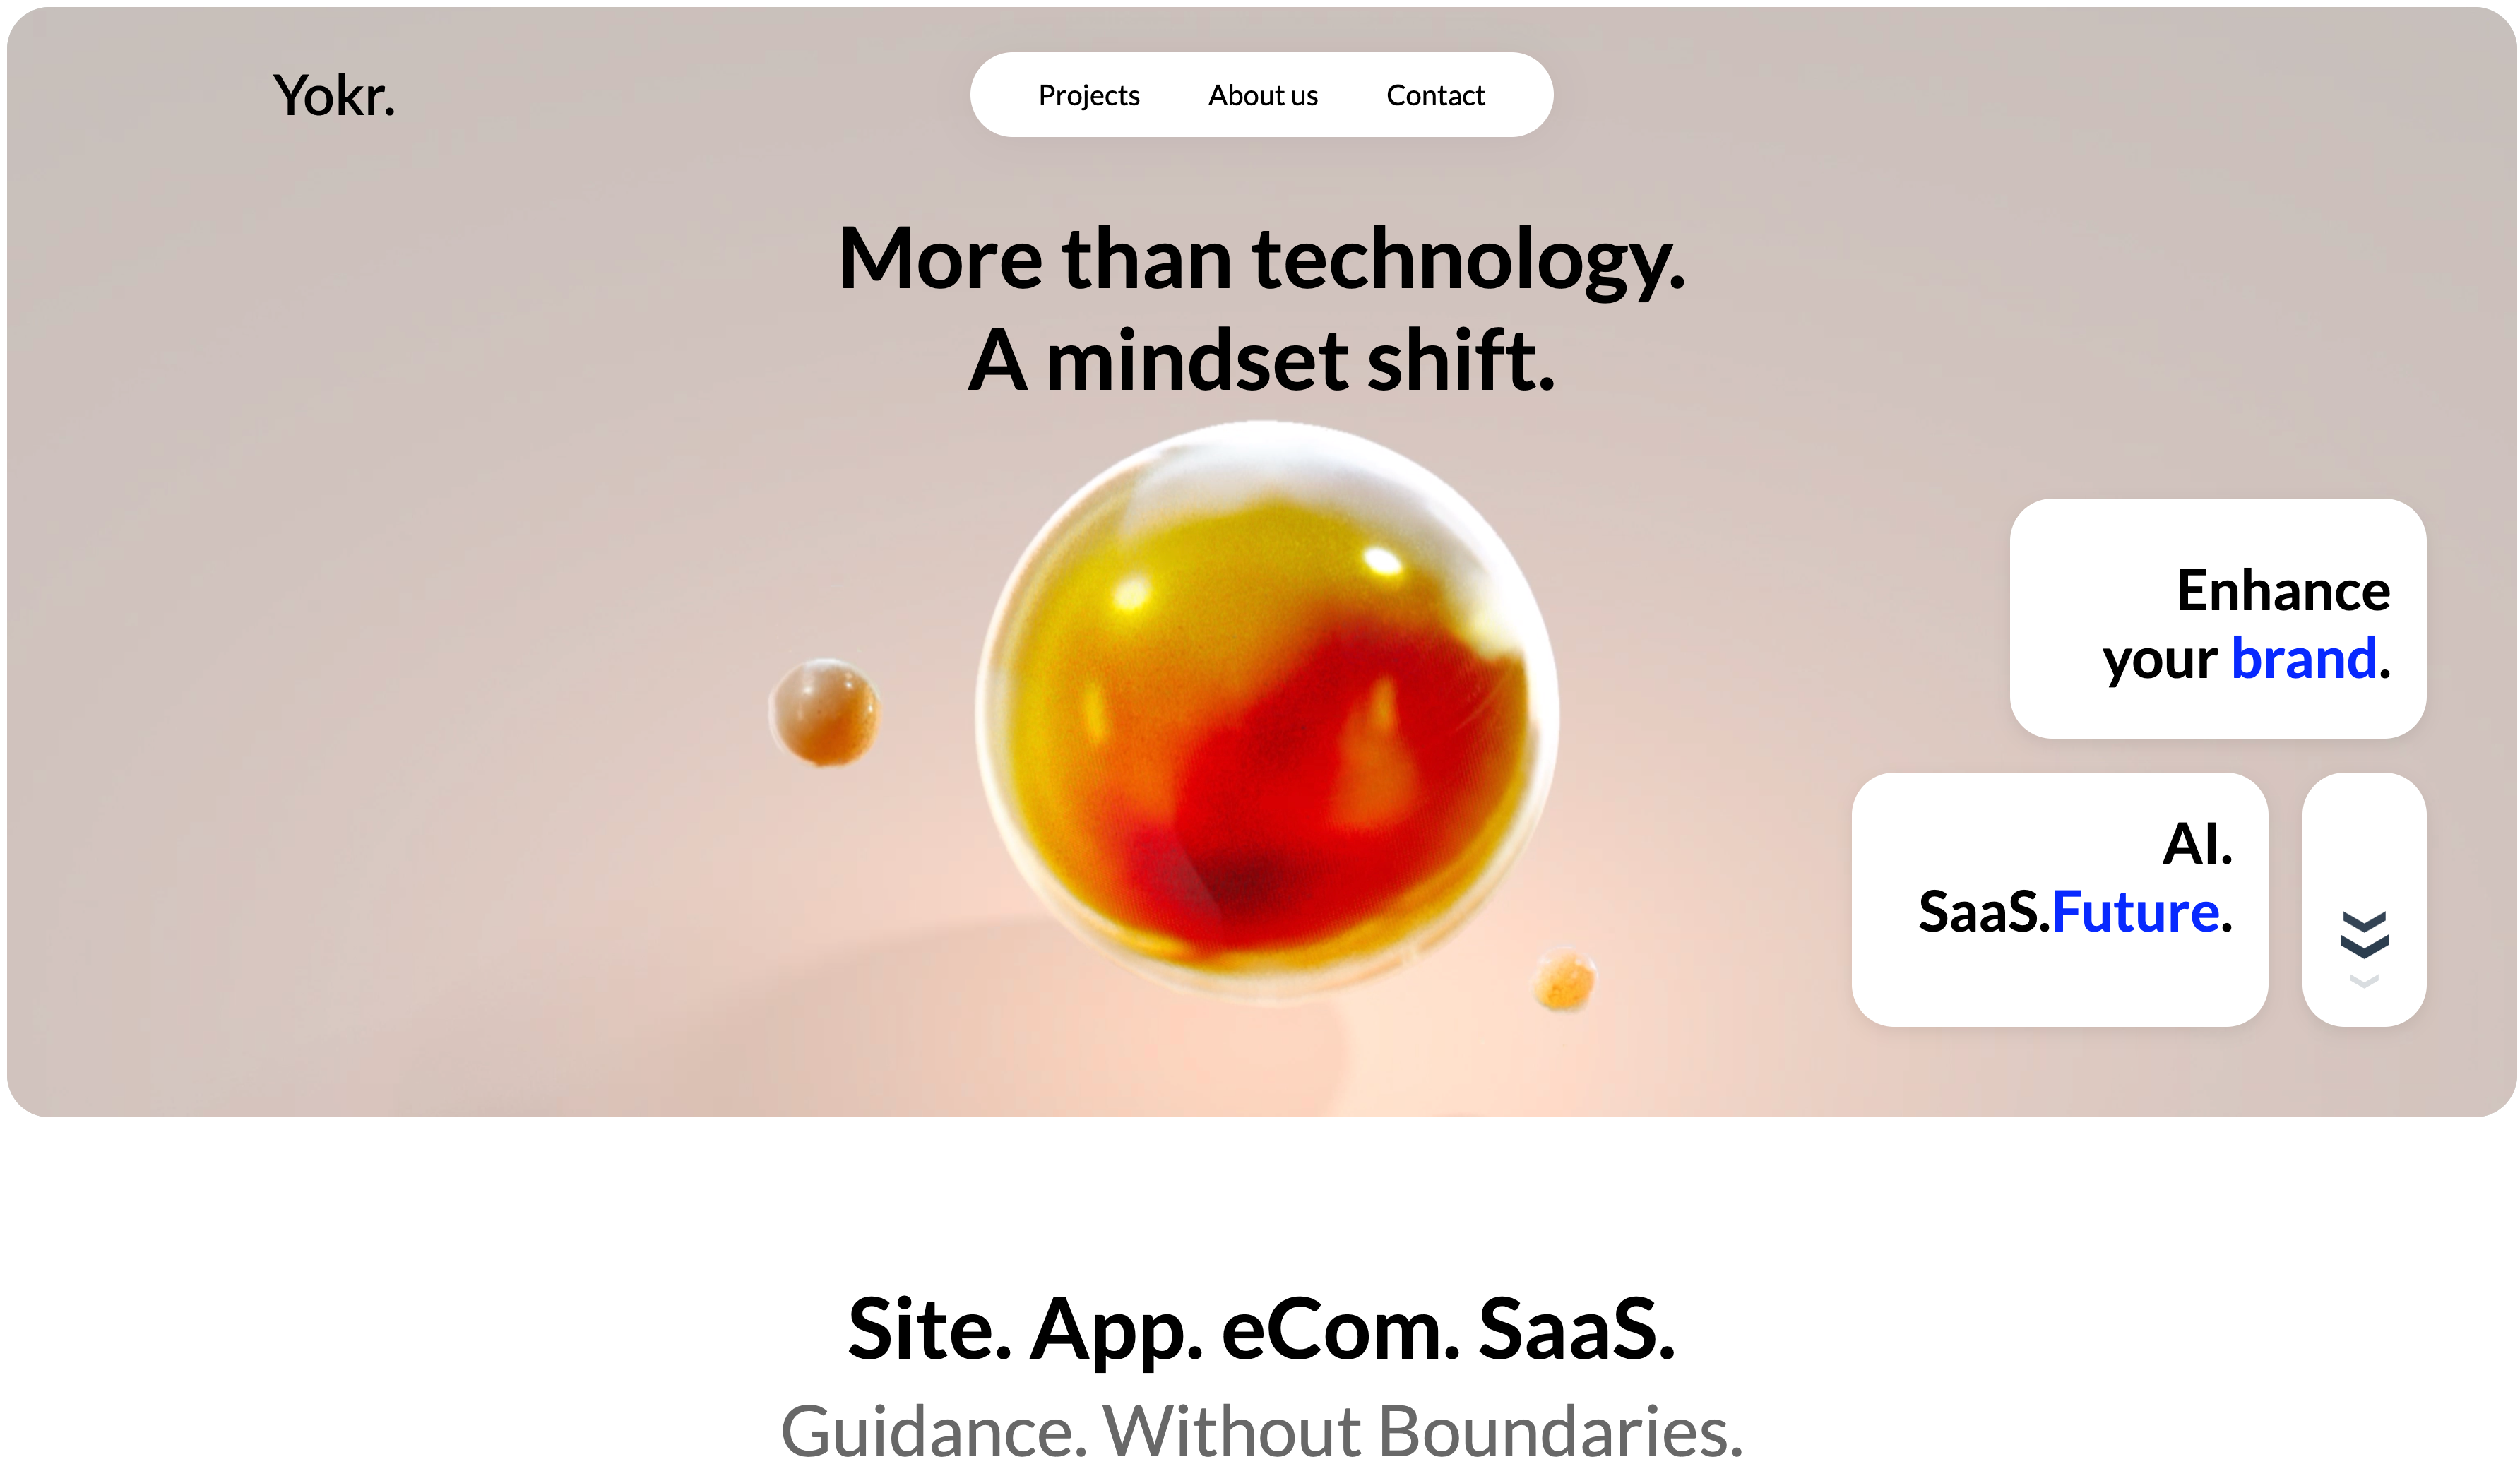 Yokr.
Projects
About us
Contact
More than technology.
A mindset shift.
Enhance
your brand.
AI.
SaaS.Future.
Site. App. eCom. SaaS.
Guidance. Without Boundaries.